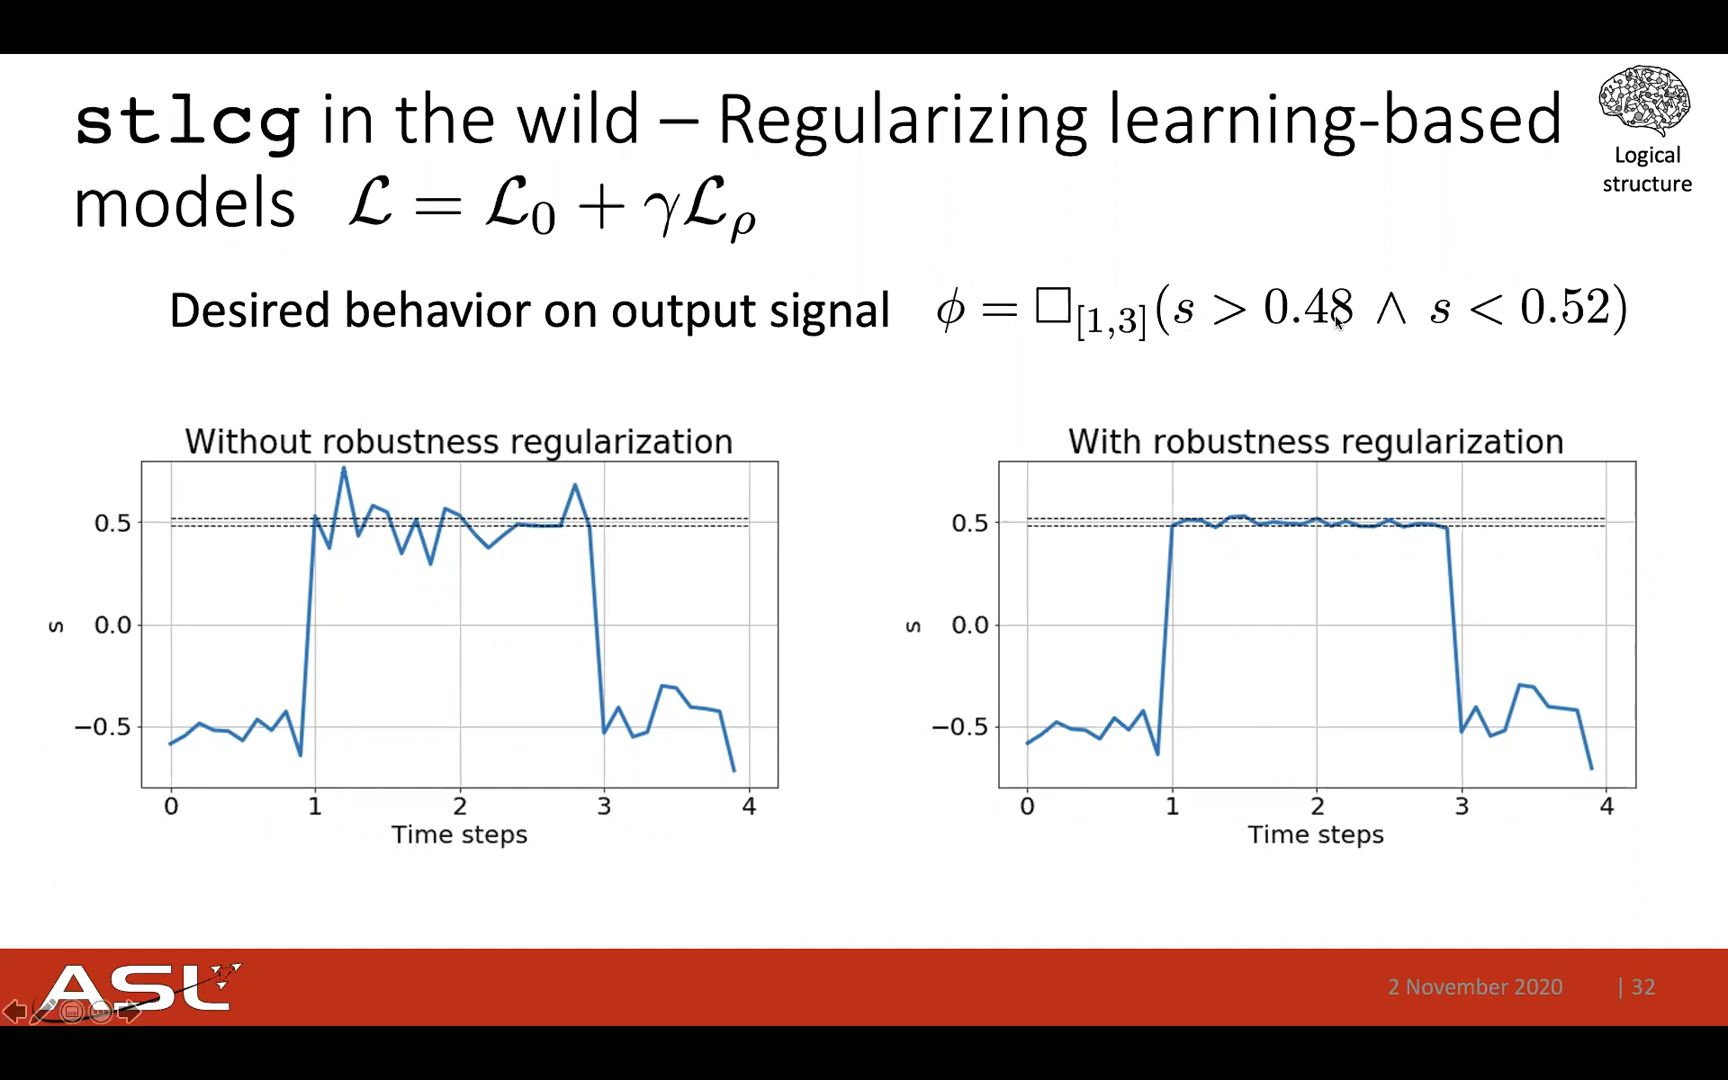 stlcg in the wild – Regularizing learning-based
models ℒ = ℒ₀ + γℒᵨ
Logical
structure
Desired behavior on output signal ϕ = □[1,3](s > 0.48 ∧ s < 0.52)
Without robustness regularization
0.5
0.0
−0.5
s
0 1 2 3 4
Time steps
With robustness regularization
0.5
0.0
−0.5
s
0 1 2 3 4
Time steps
ASL
2 November 2020 | 32